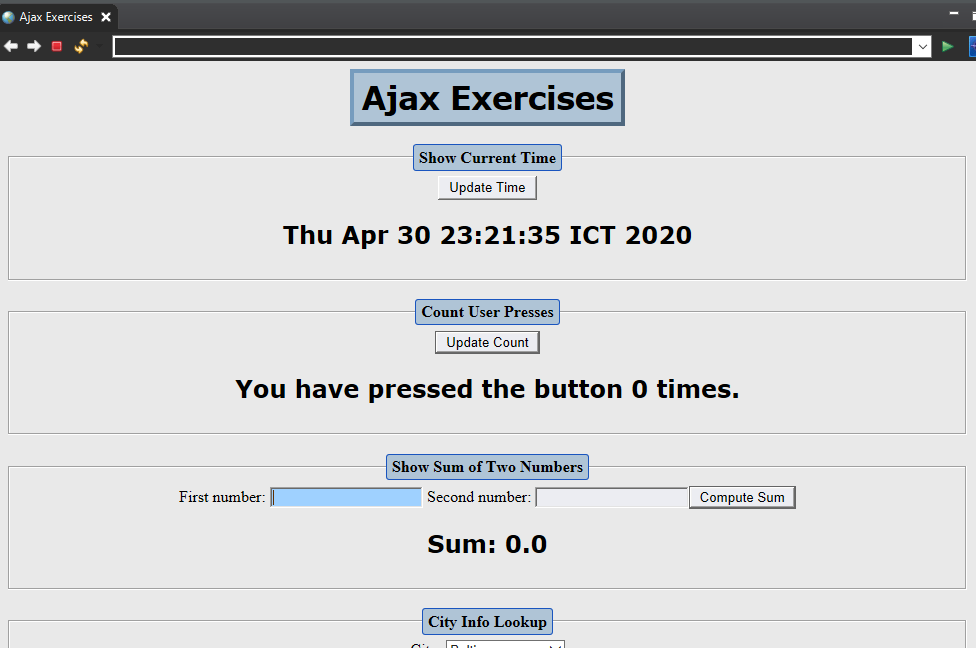 Ajax Exercises
Ajax Exercises
Show Current Time
Update Time
Thu Apr 30 23:21:35 ICT 2020
Count User Presses
Update Count
You have pressed the button 0 times.
Show Sum of Two Numbers
First number: Second number: Compute Sum
Sum: 0.0
City Info Lookup